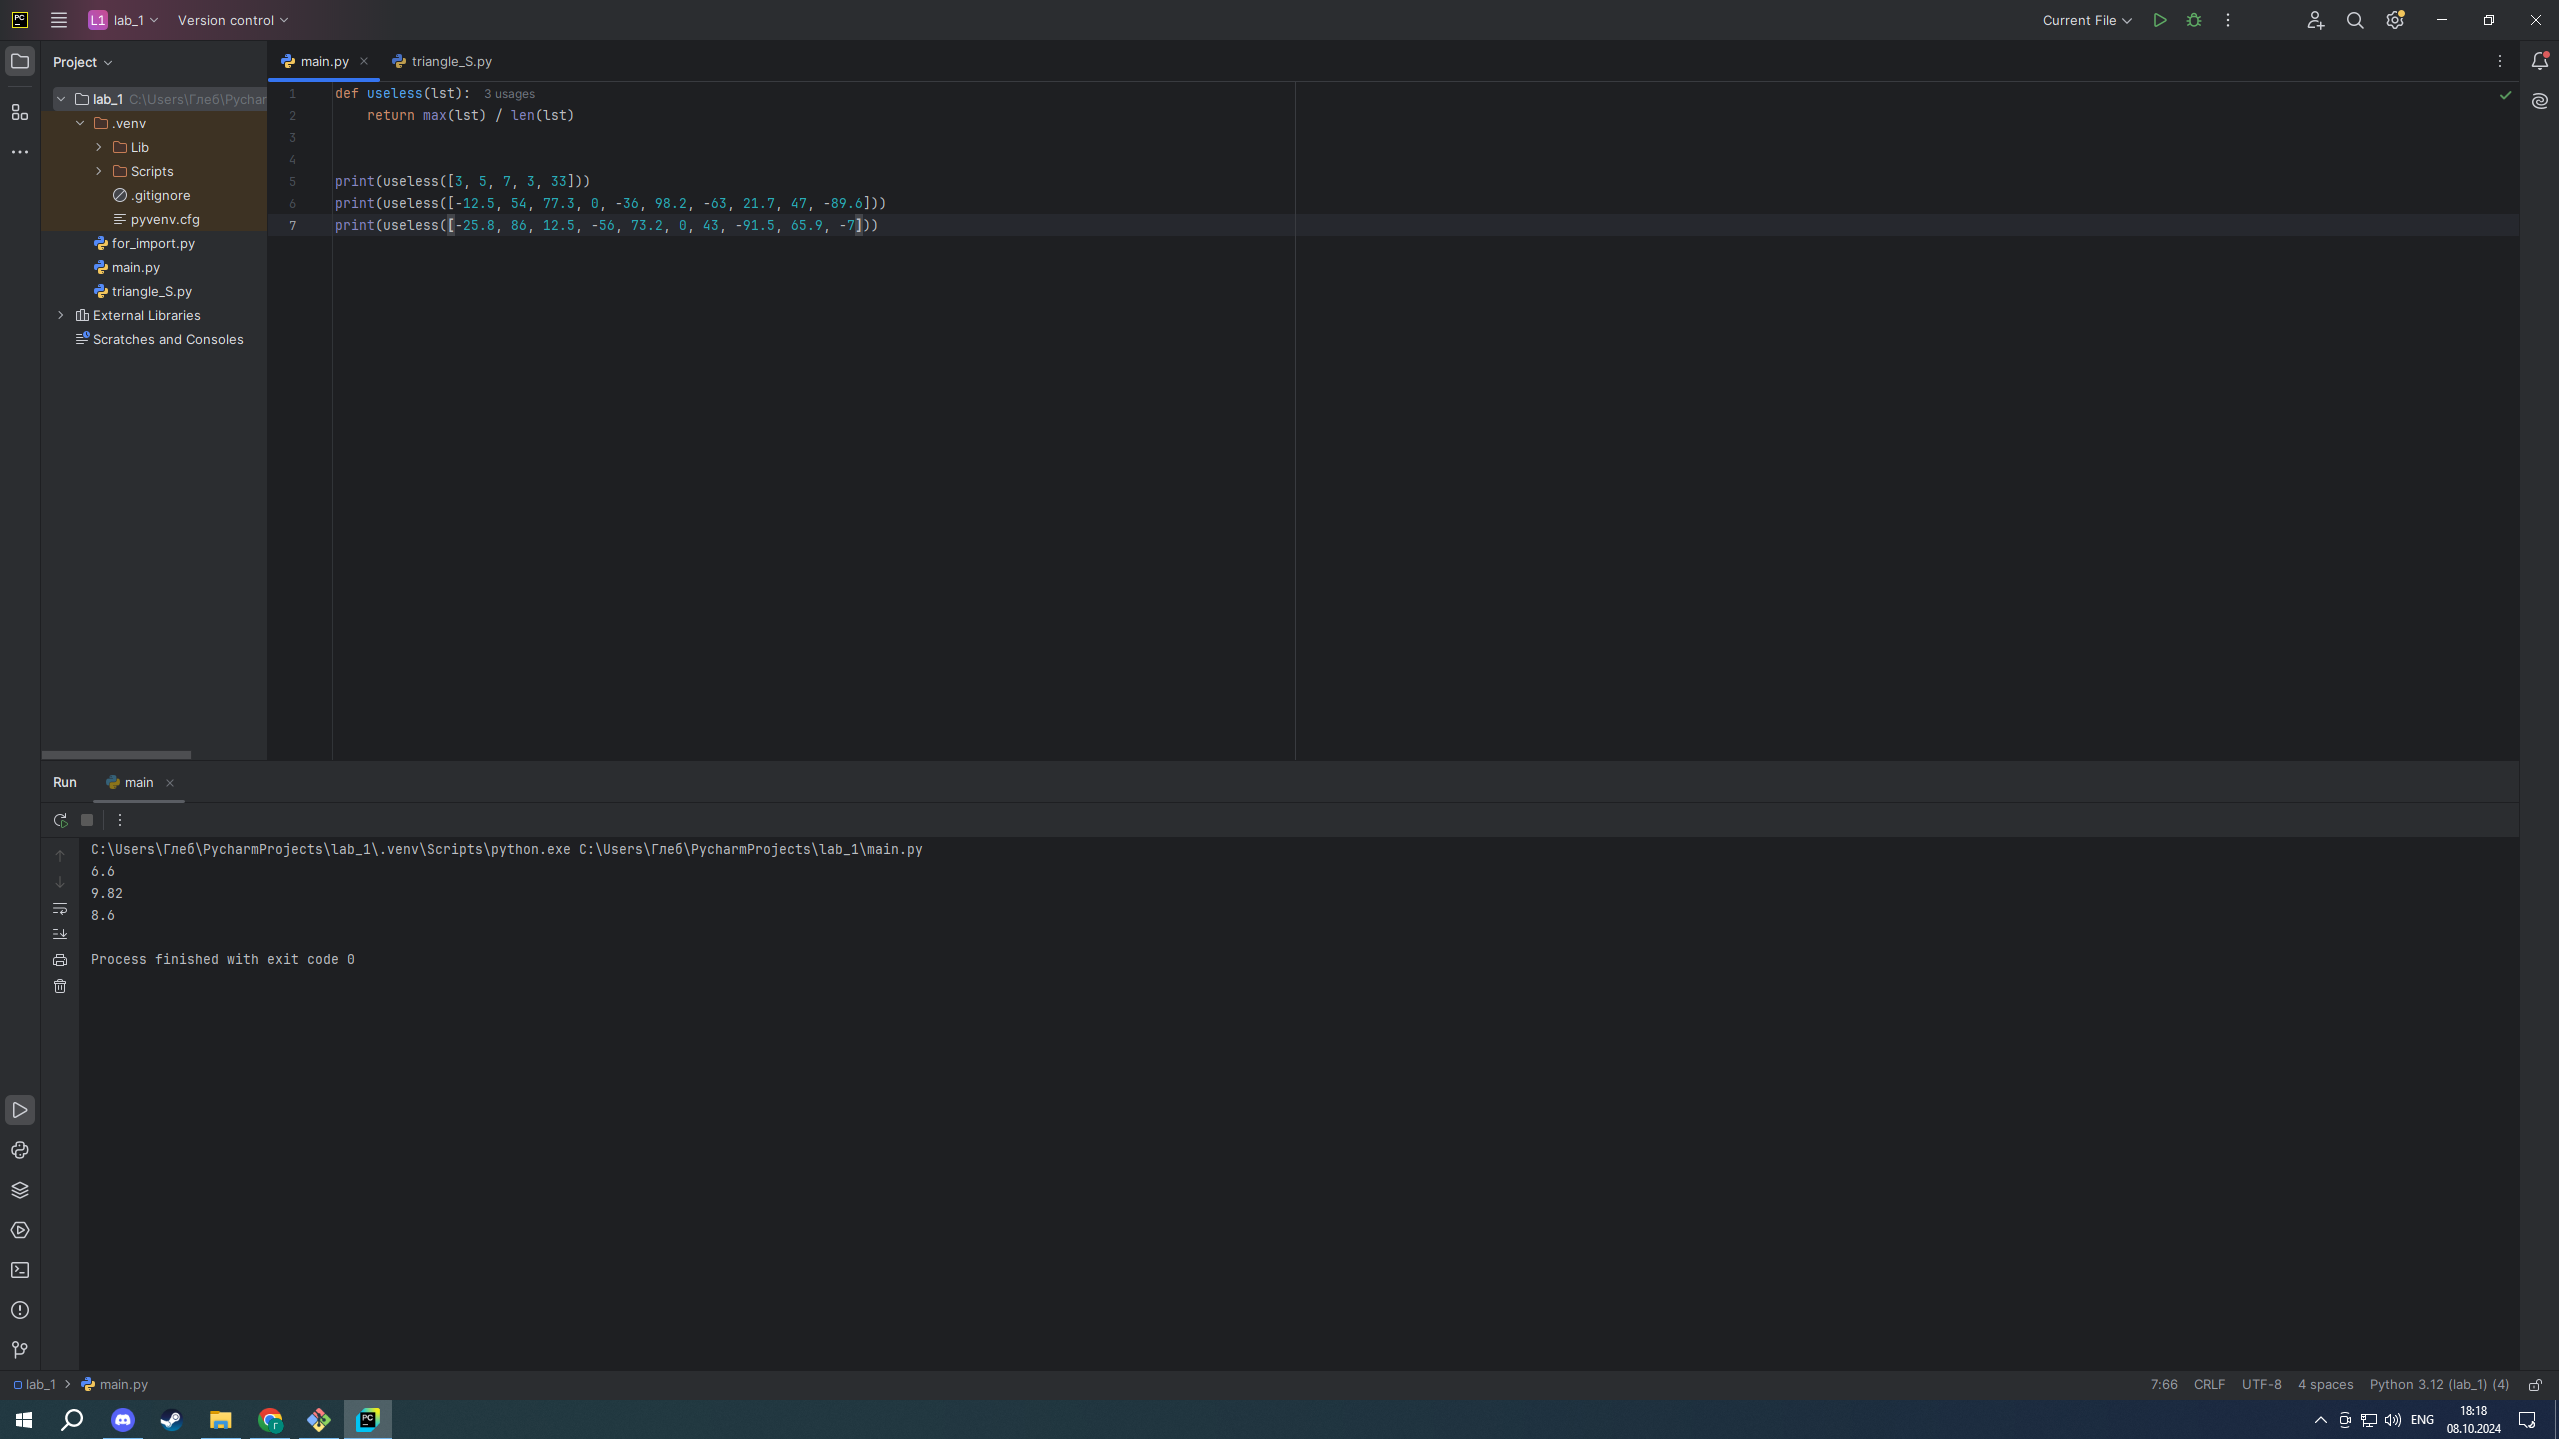 PC L1 lab_1 Version control Current File
Project main.py triangle_S.py
lab_1 C:\Users\Глеб\Pychar
.venv
Lib
Scripts
.gitignore
pyvenv.cfg
for_import.py
main.py
triangle_S.py
External Libraries
Scratches and Consoles
1 def useless(lst): 3 usages
2 return max(lst) / len(lst)
3
4
5 print(useless([3, 5, 7, 3, 33]))
6 print(useless([-12.5, 54, 77.3, 0, -36, 98.2, -63, 21.7, 47, -89.6]))
7 print(useless([-25.8, 86, 12.5, -56, 73.2, 0, 43, -91.5, 65.9, -7]))
Run main
C:\Users\Глеб\PycharmProjects\lab_1\.venv\Scripts\python.exe C:\Users\Глеб\PycharmProjects\lab_1\main.py
6.6
9.82
8.6
Process finished with exit code 0
lab_1 main.py 7:66 CRLF UTF-8 4 spaces Python 3.12 (lab_1) (4)
PC ENG 18:18
08.10.2024